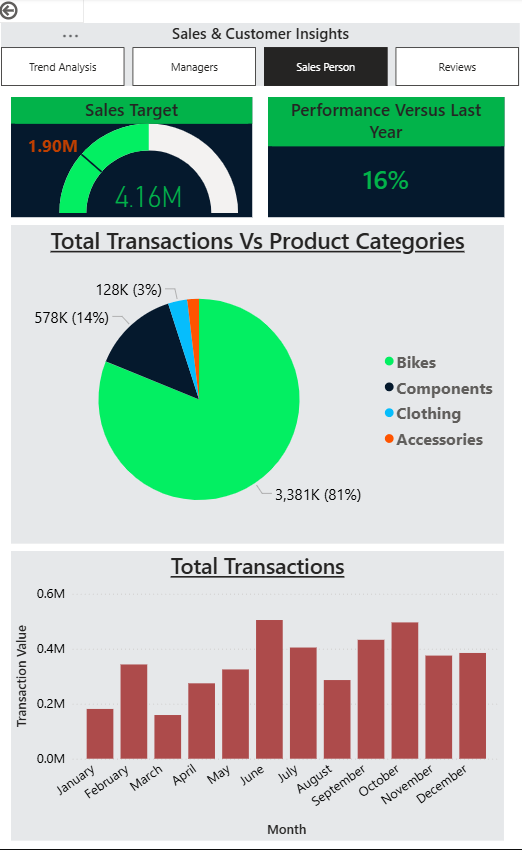 ...
Sales & Customer Insights
Trend Analysis
Managers
Sales Person
Reviews
Sales Target
1.90M
4.16M
Performance Versus Last
Year
16%
Total Transactions Vs Product Categories
128K (3%)
578K (14%)
3,381K (81%)
Bikes
Components
Clothing
Accessories
Total Transactions
Transaction Value
0.6M
0.4M
0.2M
0.0M
January
February
March
April
May
June
July
August
September
October
November
December
Month